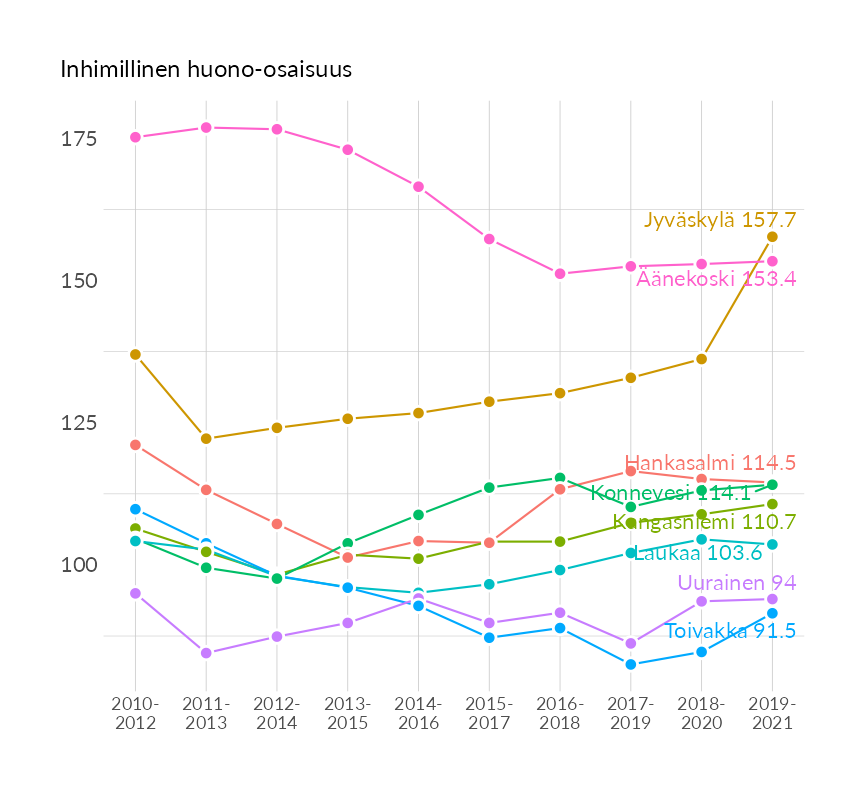 Inhimillinen huono-osaisuus
175
150
125
100
Jyväskylä 157.7
Äänekoski 153.4
Hankasalmi 114.5
Konnevesi 114.1
Kangasniemi 110.7
Laukaa 103.6
Uurainen 94
Toivakka 91.5
2010-2012
2011-2013
2012-2014
2013-2015
2014-2016
2015-2017
2016-2018
2017-2019
2018-2020
2019-2021